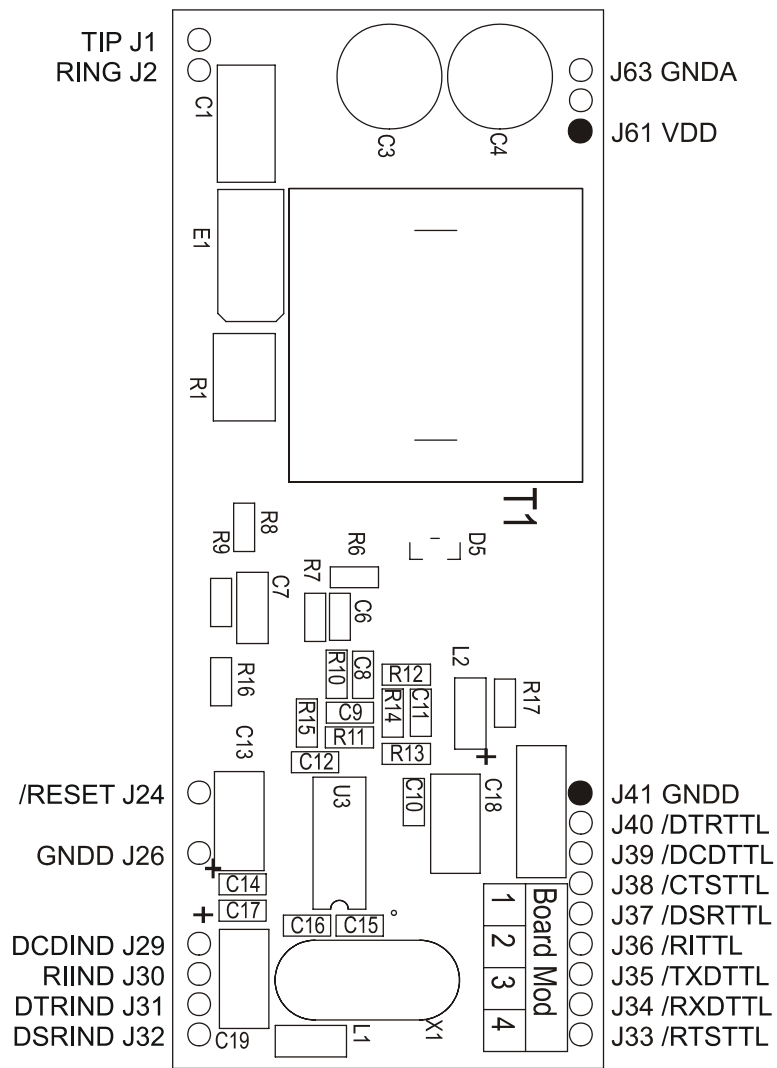 TIP J1
RING J2
J63 GNDA
J61 VDD
C1
C3
C4
E1
R1
T1
R8
R9
D5
R6
R7
C7
C6
L2
R10
C8
R12
R16
R17
R14
C11
R15
C9
R11
C13
R13
C12
/RESET J24
U3
C10
C18
+
J41 GNDD
J40 /DTRTTL
GNDD J26
J39 /DCDTTL
+
C14
J38 /CTSTTL
+
C17
C16
C15
1
2
3
4
Board Mod
J37 /DSRTTL
DCDIND J29
J36 /RITTL
RIIND J30
J35 /TXDTTL
DTRIND J31
J34 /RXDTTL
DSRIND J32
C19
L1
X1
J33 /RTSTTL